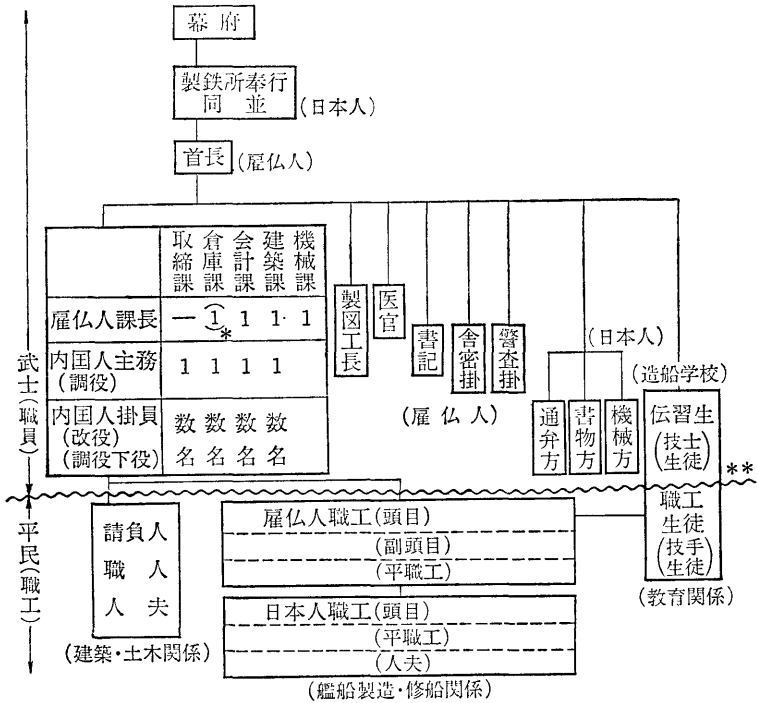 幕府
製鉄所奉行
同並
(日本人)
首長
(雇仏人)
取締課
倉庫課
会計課
建築課
機械課
雇仏人課長
一
(1)*
1
1
1
内国人主務
(調役)
1
1
1
1
内国人掛員
(改役)
(調役下役)
数名
数名
数名
数名
製図工長
医官
書記
舎密掛
警査掛
(雇仏人)
(日本人)
通弁方
書物方
機械方
(造船学校)
伝習生
(技士生徒)
**
職工
生徒
(技手生徒)
(教育関係)
武士(職員)
平民(職工)
請負人
職人
人夫
(建築・土木関係)
雇仏人職工(頭目)
(副頭目)
(平職工)
日本人職工(頭目)
(平職工)
(人夫)
(艦船製造・修船関係)